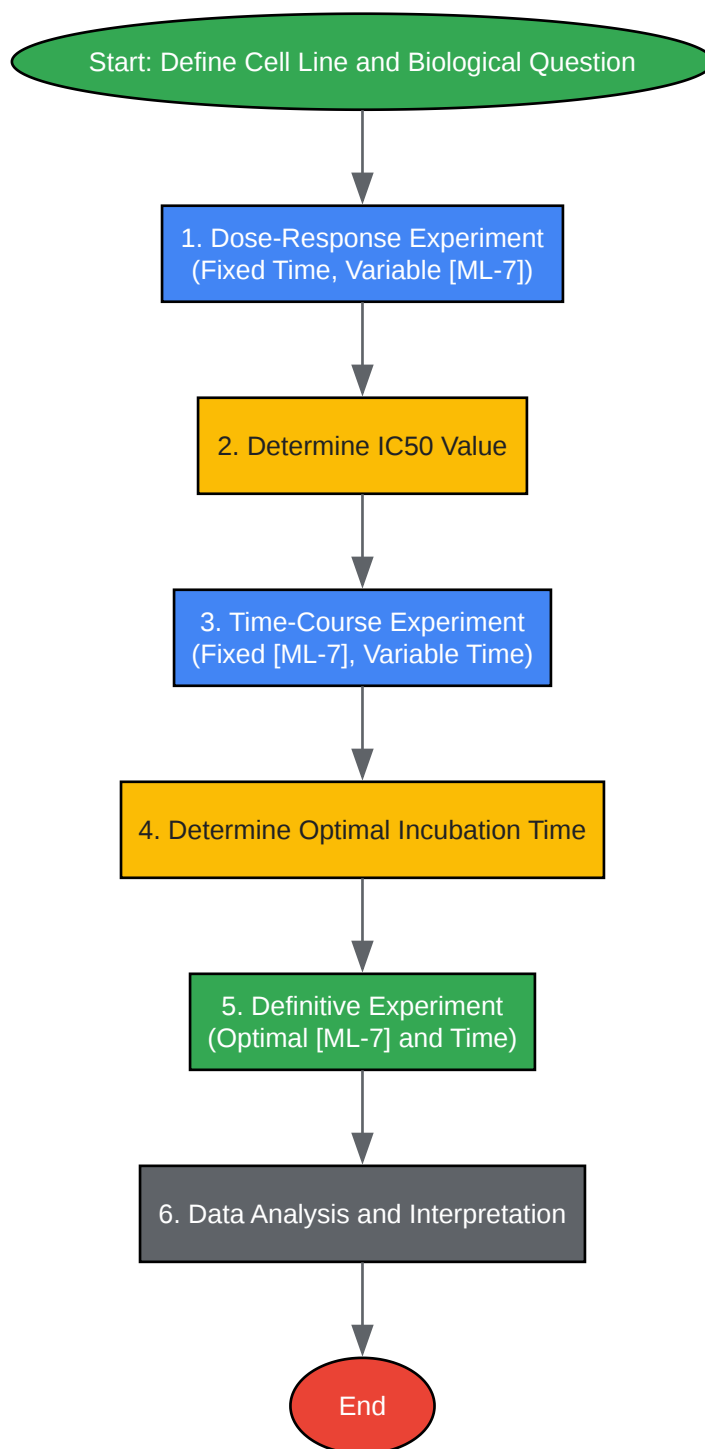 Start: Define Cell Line and Biological Question
1. Dose-Response Experiment
(Fixed Time, Variable [ML-7])
2. Determine IC50 Value
3. Time-Course Experiment
(Fixed [ML-7], Variable Time)
4. Determine Optimal Incubation Time
5. Definitive Experiment
(Optimal [ML-7] and Time)
6. Data Analysis and Interpretation
End